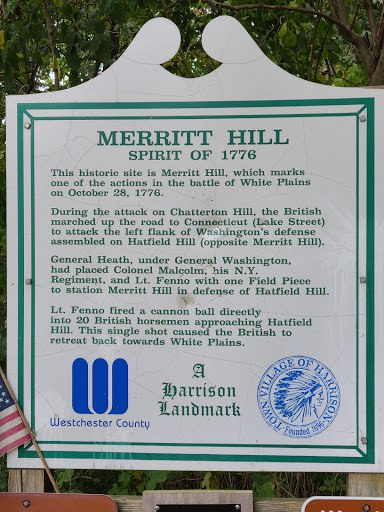 MERRITT HILL
SPIRIT OF 1776
This historic site is Merritt Hill, which marks
one of the actions in the battle of White Plains
on October 28, 1776.
During the attack on Chatterton Hill, the British
marched up the road to Connecticut (Lake Street)
to attack the left flank of Washington's defense
assembled on Hatfield Hill (opposite Merritt Hill).
General Heath, under General Washington,
had placed Colonel Malcolm, his N.Y.
Regiment, and Lt. Fenno with one Field Piece
to station Merritt Hill in defense of Hatfield Hill.
Lt. Fenno fired a cannon ball directly
into 20 British horsemen approaching Hatfield
Hill. This single shot caused the British to
retreat back towards White Plains.
Westchester County
A
Harrison
Landmark
TOWN VILLAGE OF HARRISON
Founded 1696